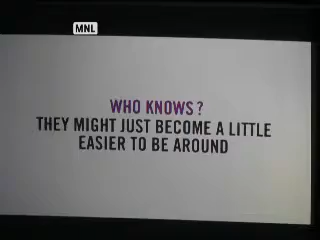 MNL
WHO KNOWS?
THEY MIGHT JUST BECOME A LITTLE
EASIER TO BE AROUND